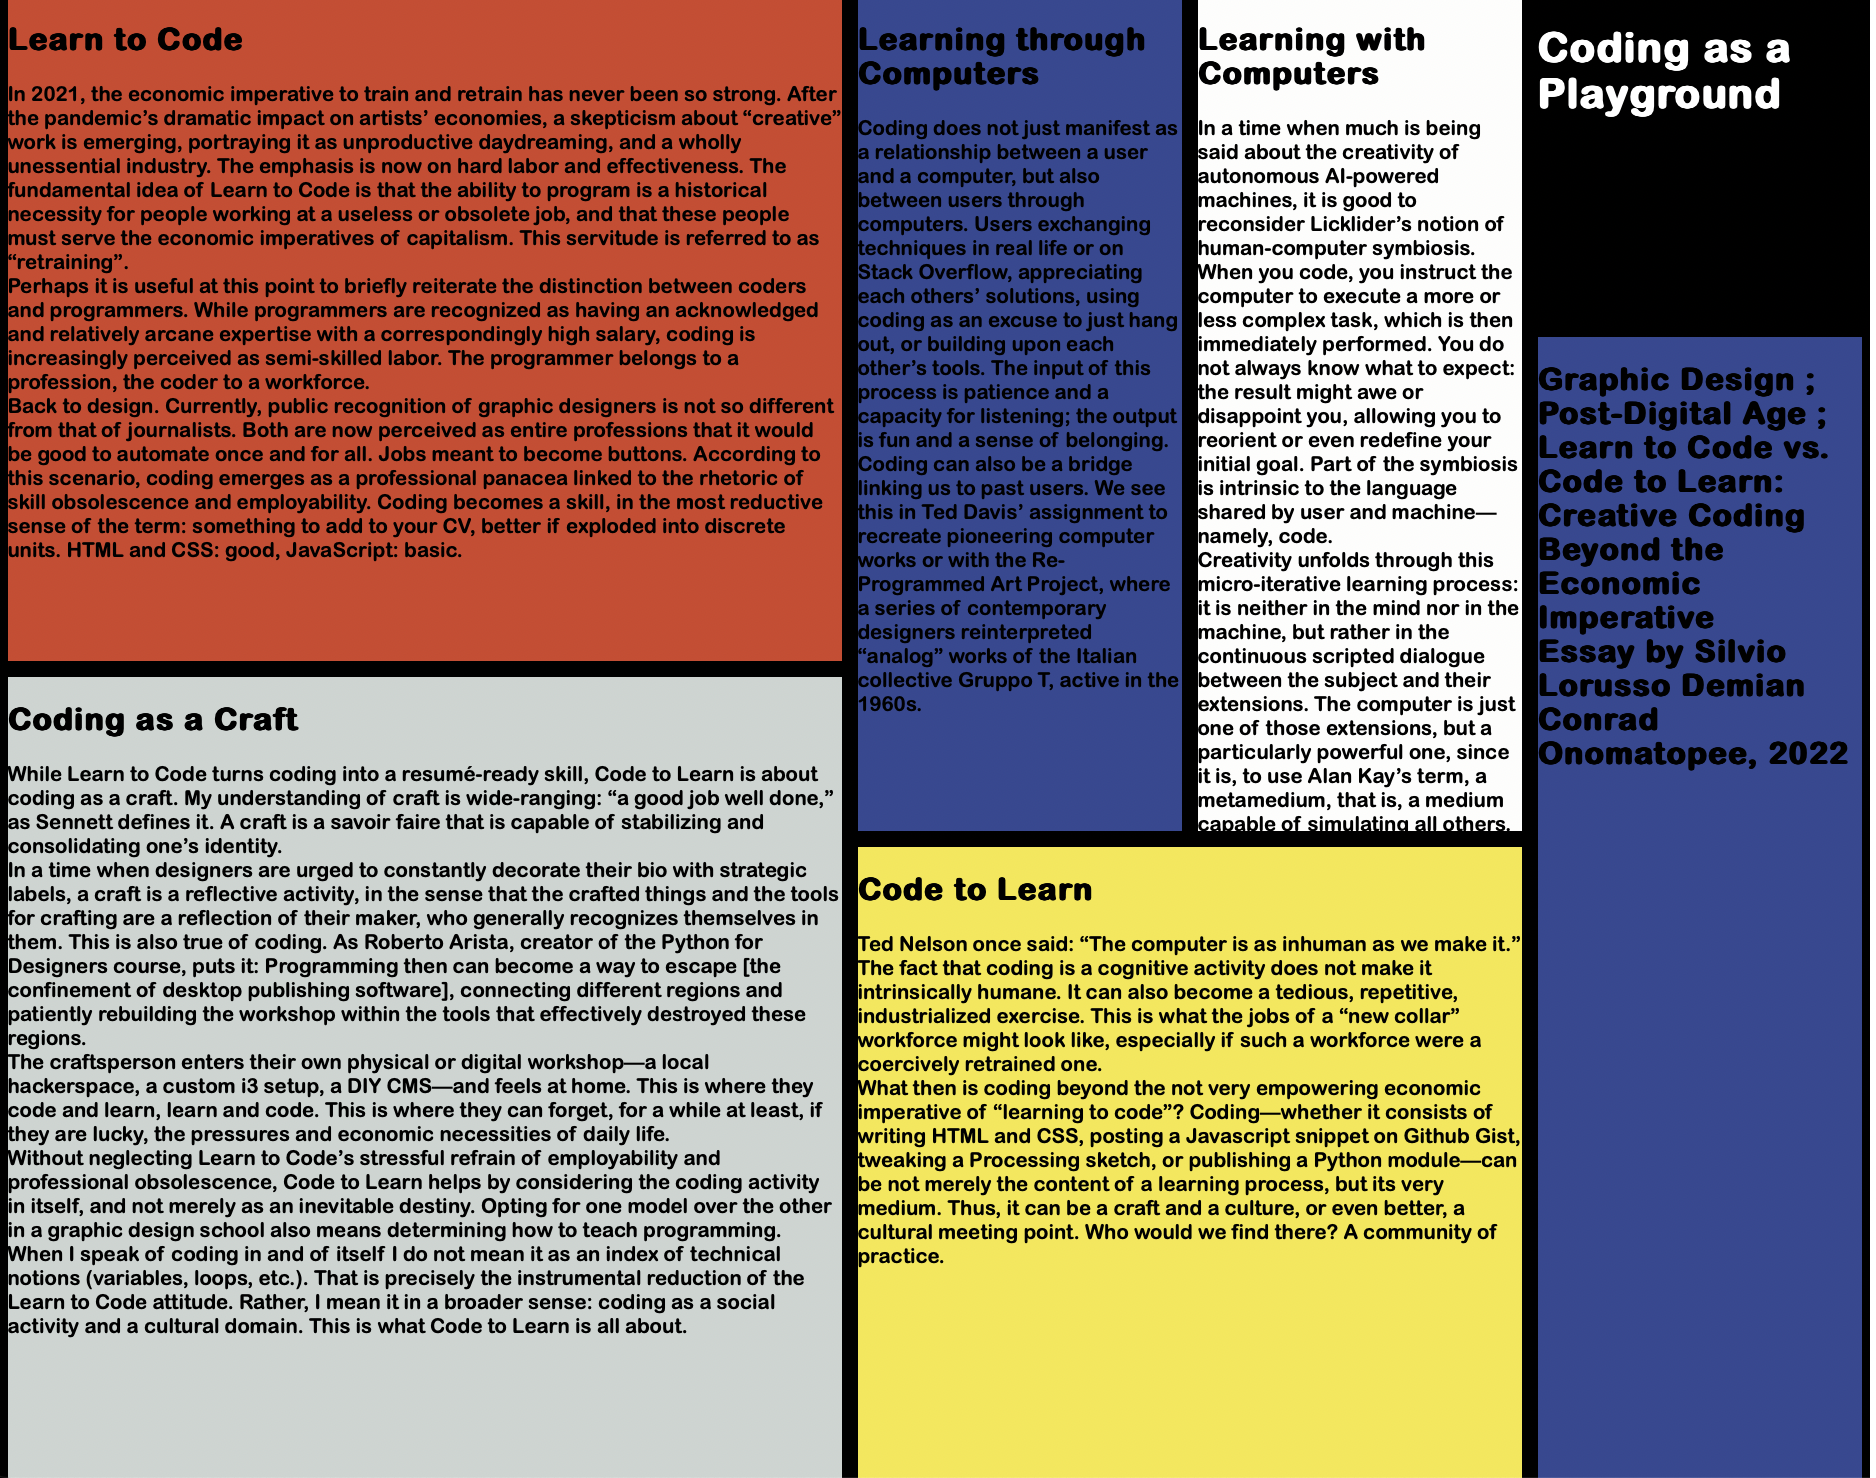 Learn to Code
In 2021, the economic imperative to train and retrain has never been so strong. After
the pandemic’s dramatic impact on artists’ economies, a skepticism about “creative”
work is emerging, portraying it as unproductive daydreaming, and a wholly
unessential industry. The emphasis is now on hard labor and effectiveness. The
fundamental idea of Learn to Code is that the ability to program is a historical
necessity for people working at a useless or obsolete job, and that these people
must serve the economic imperatives of capitalism. This servitude is referred to as
“retraining”.
Perhaps it is useful at this point to briefly reiterate the distinction between coders
and programmers. While programmers are recognized as having an acknowledged
and relatively arcane expertise with a correspondingly high salary, coding is
increasingly perceived as semi-skilled labor. The programmer belongs to a
profession, the coder to a workforce.
Back to design. Currently, public recognition of graphic designers is not so different
from that of journalists. Both are now perceived as entire professions that it would
be good to automate once and for all. Jobs meant to become buttons. According to
this scenario, coding emerges as a professional panacea linked to the rhetoric of
skill obsolescence and employability. Coding becomes a skill, in the most reductive
sense of the term: something to add to your CV, better if exploded into discrete
units. HTML and CSS: good, JavaScript: basic.
Coding as a Craft
While Learn to Code turns coding into a resumé-ready skill, Code to Learn is about
coding as a craft. My understanding of craft is wide-ranging: “a good job well done,”
as Sennett defines it. A craft is a savoir faire that is capable of stabilizing and
consolidating one’s identity.
In a time when designers are urged to constantly decorate their bio with strategic
labels, a craft is a reflective activity, in the sense that the crafted things and the tools
for crafting are a reflection of their maker, who generally recognizes themselves in
them. This is also true of coding. As Roberto Arista, creator of the Python for
Designers course, puts it: Programming then can become a way to escape [the
confinement of desktop publishing software], connecting different regions and
patiently rebuilding the workshop within the tools that effectively destroyed these
regions.
The craftsperson enters their own physical or digital workshop—a local
hackerspace, a custom i3 setup, a DIY CMS—and feels at home. This is where they
code and learn, learn and code. This is where they can forget, for a while at least, if
they are lucky, the pressures and economic necessities of daily life.
Without neglecting Learn to Code’s stressful refrain of employability and
professional obsolescence, Code to Learn helps by considering the coding activity
in itself, and not merely as an inevitable destiny. Opting for one model over the other
in a graphic design school also means determining how to teach programming.
When I speak of coding in and of itself I do not mean it as an index of technical
notions (variables, loops, etc.). That is precisely the instrumental reduction of the
Learn to Code attitude. Rather, I mean it in a broader sense: coding as a social
activity and a cultural domain. This is what Code to Learn is all about.
Learning through
Computers
Coding does not just manifest as
a relationship between a user
and a computer, but also
between users through
computers. Users exchanging
techniques in real life or on
Stack Overflow, appreciating
each others’ solutions, using
coding as an excuse to just hang
out, or building upon each
other’s tools. The input of this
process is patience and a
capacity for listening; the output
is fun and a sense of belonging.
Coding can also be a bridge
linking us to past users. We see
this in Ted Davis’ assignment to
recreate pioneering computer
works or with the Re-
Programmed Art Project, where
a series of contemporary
designers reinterpreted
“analog” works of the Italian
collective Gruppo T, active in the
1960s.
Learning with
Computers
In a time when much is being
said about the creativity of
autonomous AI-powered
machines, it is good to
reconsider Licklider’s notion of
human-computer symbiosis.
When you code, you instruct the
computer to execute a more or
less complex task, which is then
immediately performed. You do
not always know what to expect:
the result might awe or
disappoint you, allowing you to
reorient or even redefine your
initial goal. Part of the symbiosis
is intrinsic to the language
shared by user and machine—
namely, code.
Creativity unfolds through this
micro-iterative learning process:
it is neither in the mind nor in the
machine, but rather in the
continuous scripted dialogue
between the subject and their
extensions. The computer is just
one of those extensions, but a
particularly powerful one, since
it is, to use Alan Kay’s term, a
metamedium, that is, a medium
capable of simulating all others.
Code to Learn
Ted Nelson once said: “The computer is as inhuman as we make it.”
The fact that coding is a cognitive activity does not make it
intrinsically humane. It can also become a tedious, repetitive,
industrialized exercise. This is what the jobs of a “new collar”
workforce might look like, especially if such a workforce were a
coercively retrained one.
What then is coding beyond the not very empowering economic
imperative of “learning to code”? Coding—whether it consists of
writing HTML and CSS, posting a Javascript snippet on Github Gist,
tweaking a Processing sketch, or publishing a Python module—can
be not merely the content of a learning process, but its very
medium. Thus, it can be a craft and a culture, or even better, a
cultural meeting point. Who would we find there? A community of
practice.
Coding as a
Playground
Graphic Design ;
Post-Digital Age ;
Learn to Code vs.
Code to Learn:
Creative Coding
Beyond the
Economic
Imperative
Essay by Silvio
Lorusso Demian
Conrad
Onomatopee, 2022